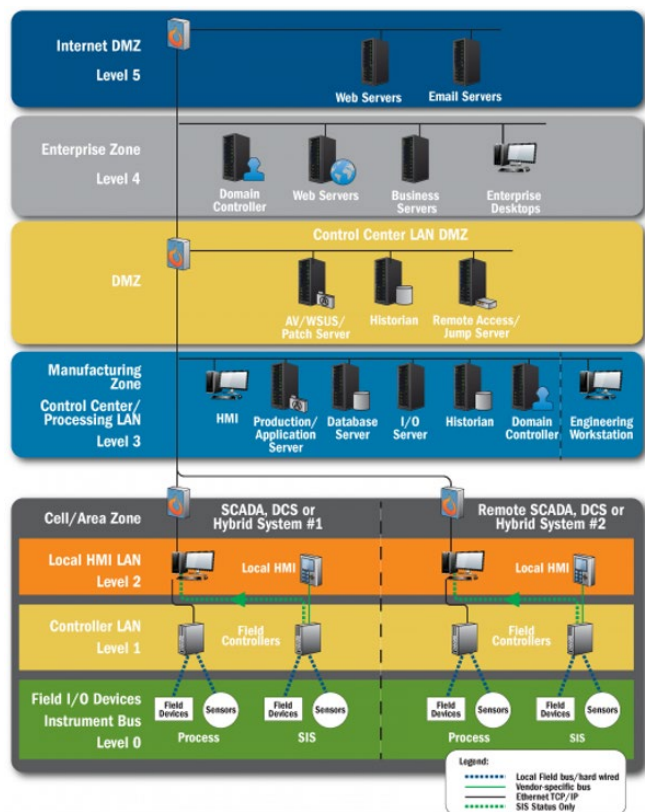 Internet DMZ
Level 5
Web Servers
Email Servers
Enterprise Zone
Level 4
Domain
Controller
Web Servers
Business
Servers
Enterprise
Desktops
Control Center LAN DMZ
DMZ
AV/WSUS/
Patch Server
Historian
Remote Access/
Jump Server
Manufacturing
Zone
Control Center/
Processing LAN
Level 3
HMI
Production/
Application
Server
Database
Server
I/O
Server
Historian
Domain
Controller
Engineering
Workstation
Cell/Area Zone
SCADA, DCS or
Hybrid System #1
Remote SCADA, DCS or
Hybrid System #2
Local HMI LAN
Level 2
Local HMI
Local HMI
Controller LAN
Level 1
Field
Controllers
Field
Controllers
Field I/O Devices
Instrument Bus
Level 0
Field
Devices
Sensors
Field
Devices
Sensors
Field
Devices
Sensors
Field
Devices
Sensors
Process
SIS
Process
SIS
Legend:
Local Field bus/hard wired
Vendor-specific bus
Ethernet TCP/IP
SIS Status Only